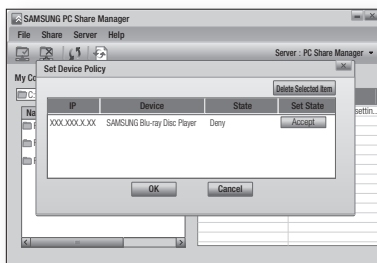 SAMSUNG PC Share Manager
File Share Server Help
Server : PC Share Manager
Set Device Policy
My Co
Delete Selected Item
C:
IP Device State Set State
Na
settin...
XXX.XXX.X.XX SAMSUNG Blu-ray Disc Player Deny Accept
F
F
F
OK Cancel